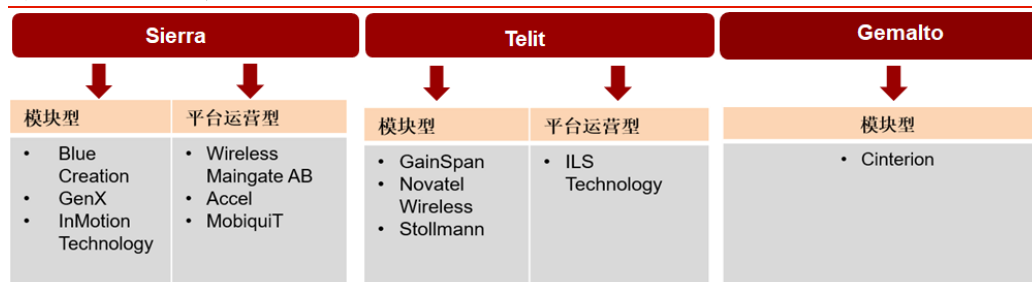 Sierra
模块型
• Blue
Creation
• GenX
• InMotion
Technology
平台运营型
• Wireless
Maingate AB
• Accel
• MobiquiT
Telit
模块型
• GainSpan
• Novatel
Wireless
• Stollmann
平台运营型
• ILS
Technology
Gemalto
模块型
• Cinterion